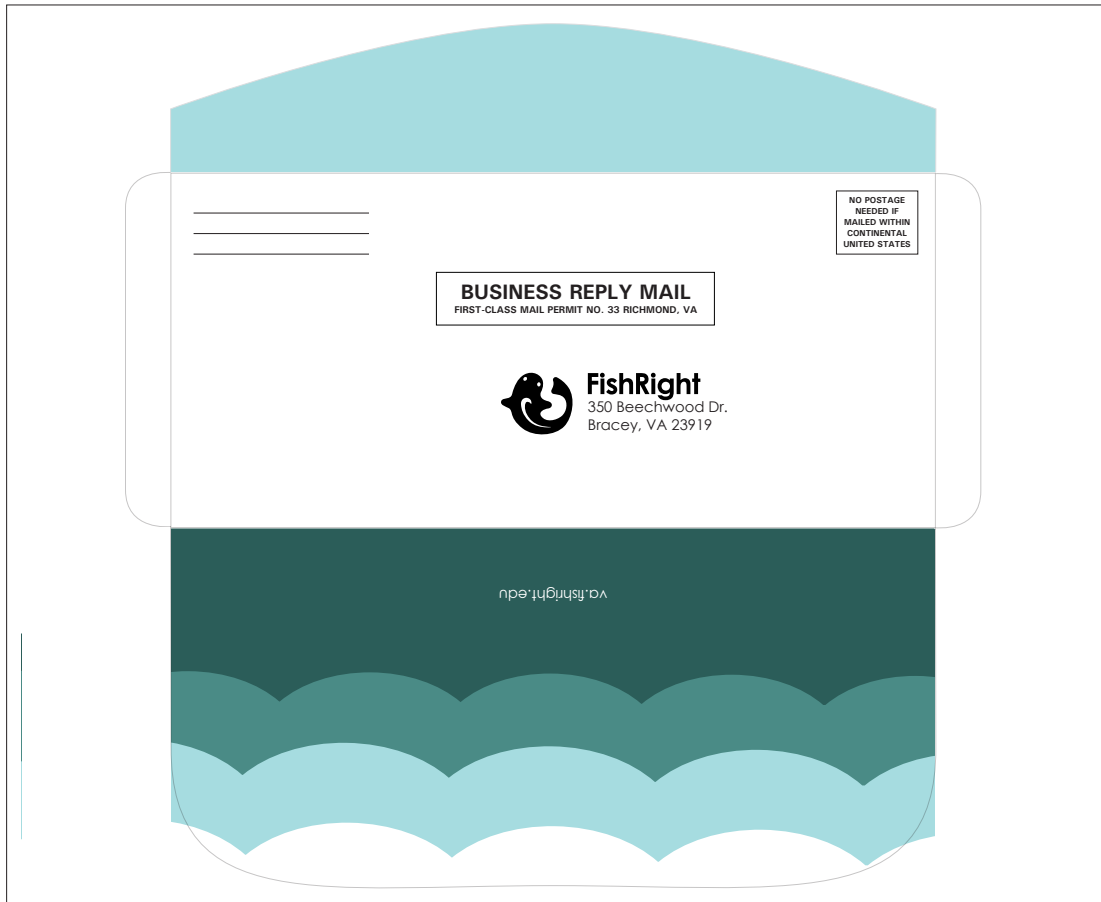 NO POSTAGE
NEEDED IF
MAILED WITHIN
CONTINENTAL
UNITED STATES
BUSINESS REPLY MAIL
FIRST-CLASS MAIL PERMIT NO. 33 RICHMOND, VA
FishRight
350 Beechwood Dr.
Bracey, VA 23919
va.fishright.edu